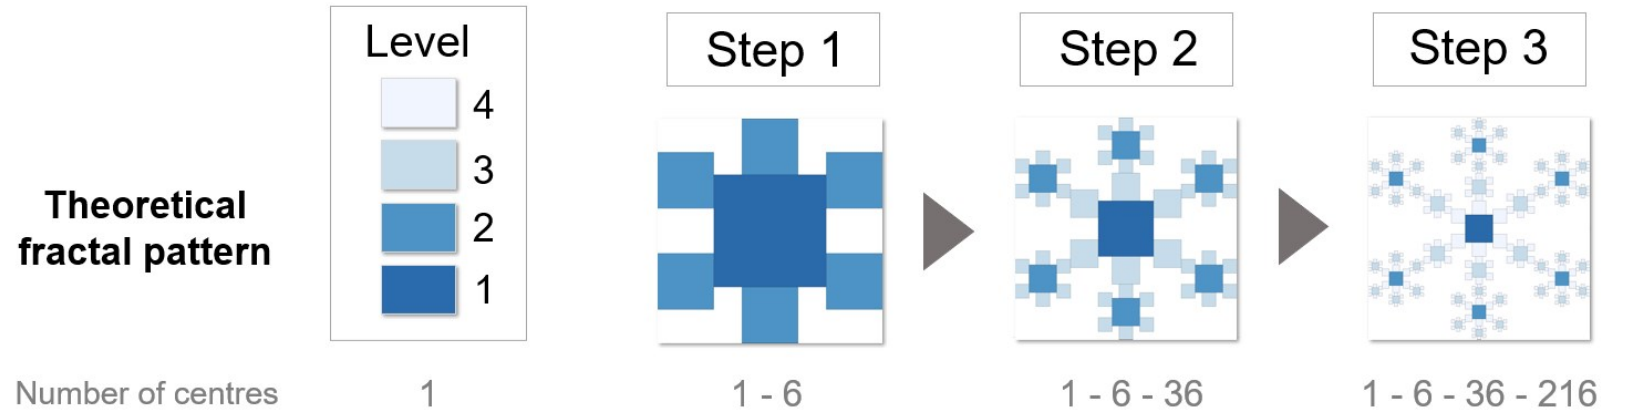 Level
4
3
2
1
Step 1
Step 2
Step 3
Theoretical
fractal pattern
Number of centres
1
1 - 6
1 - 6 - 36
1 - 6 - 36 - 216